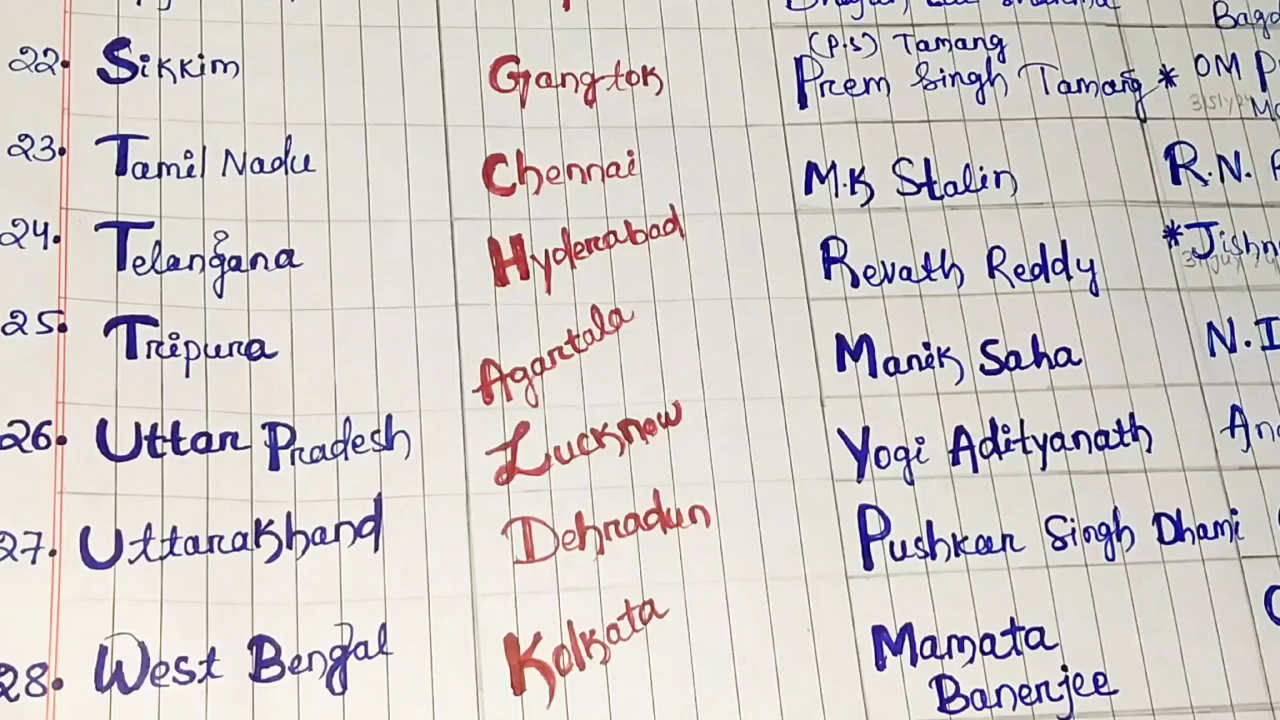 22. Sikkim Gangtok (P.S) Tamang
Prem Singh Tamang * OM
23. Tamil Nadu Chennai M.K Stalin R.N.
24. Telangana Hyderabad Revath Reddy *Jishn
25. Tripura Agartala Manik Saha N.I
26. Uttar Pradesh Lucknow Yogi Adityanath An
27. Uttarakhand Dehradun Pushkar Singh Dhami
28. West Bengal Kolkata Mamata
Banerjee